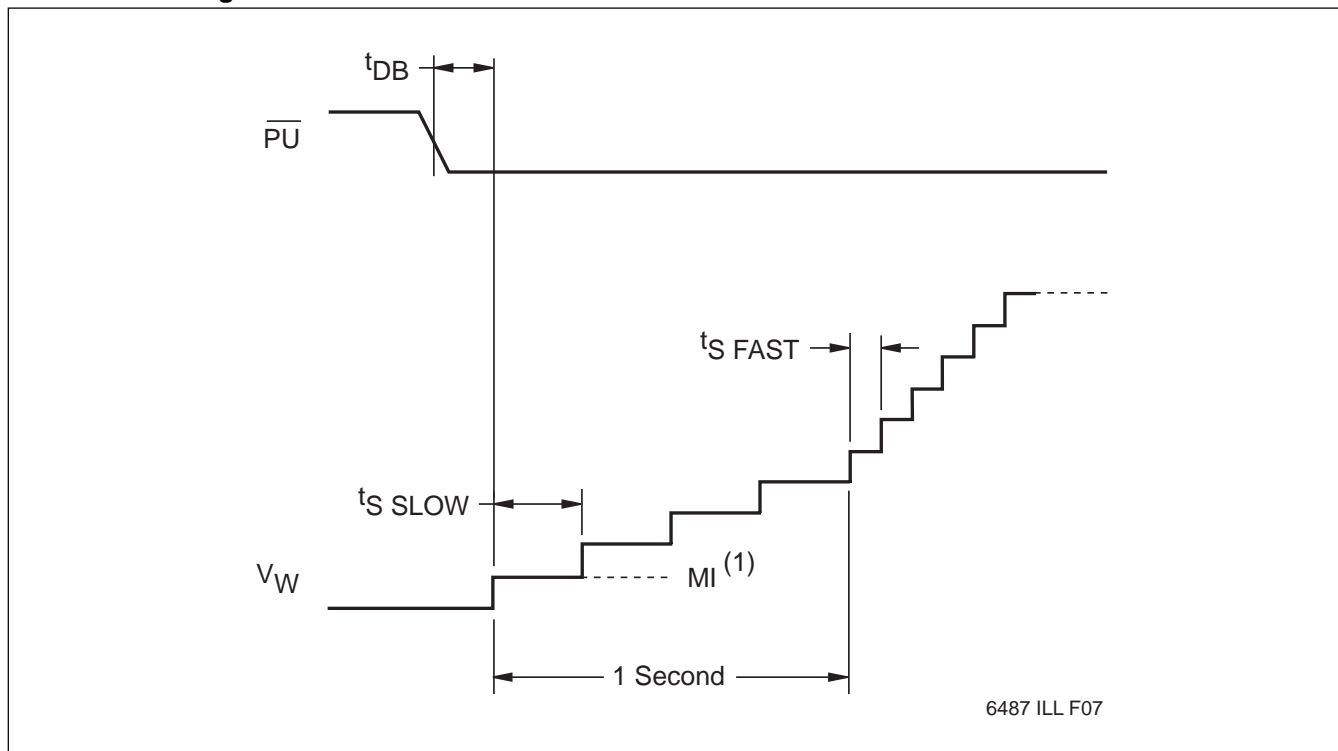 tDB
PU
tS FAST
tS SLOW
MI (1)
VW
1 Second
6487 ILL F07